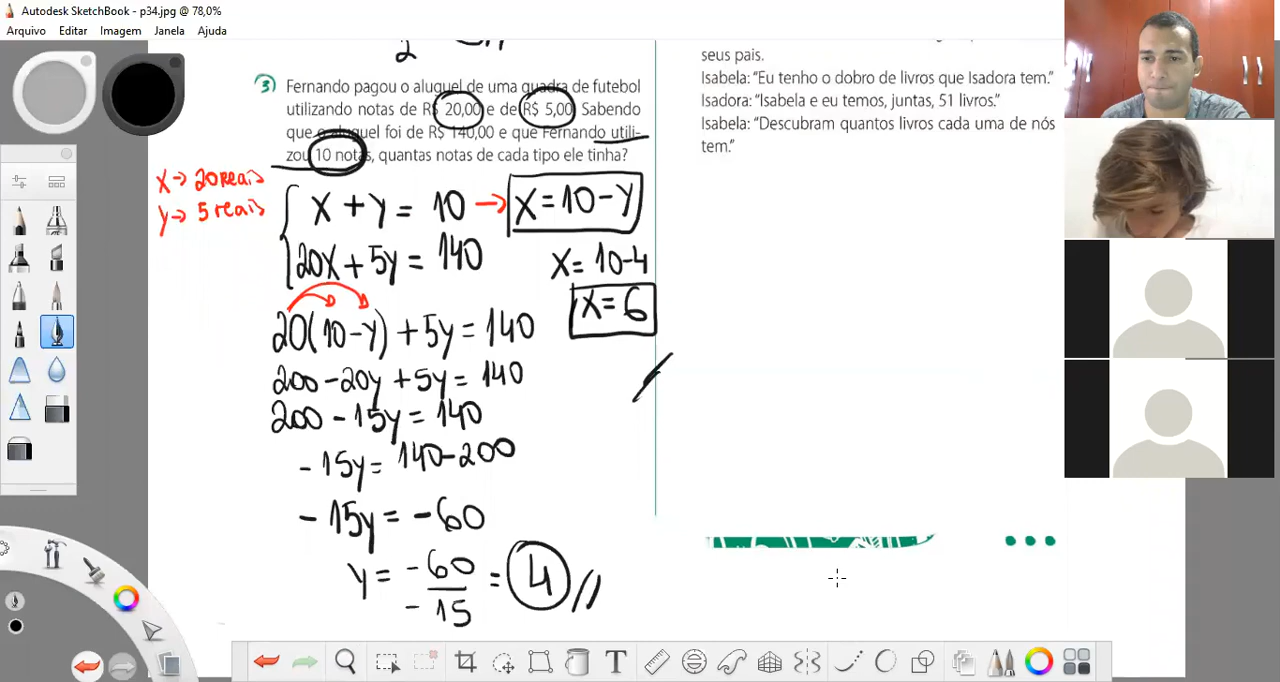 Autodesk SketchBook - p34.jpg @ 78,0%
Arquivo Editar Imagem Janela Ajuda
2
3) Fernando pagou o aluguel de uma quadra de futebol
utilizando notas de R$ 20,00 e de R$ 5,00. Sabendo
que o aluguel foi de R$ 140,00 e que Fernando utili-
zou 10 notas, quantas notas de cada tipo ele tinha?
x → 20 reais
y → 5 reais
x + y = 10 → x = 10 - y
20x + 5y = 140
x = 10-4
x = 6
20(10 - y) + 5y = 140
200 - 20y + 5y = 140
200 - 15y = 140
- 15y = 140 - 200
- 15y = - 60
y = -60 / -15 = 4 //
seus pais.
Isabela: “Eu tenho o dobro de livros que Isadora tem.”
Isadora: “Isabela e eu temos, juntas, 51 livros.”
Isabela: “Descubram quantos livros cada uma de nós
tem.”
T